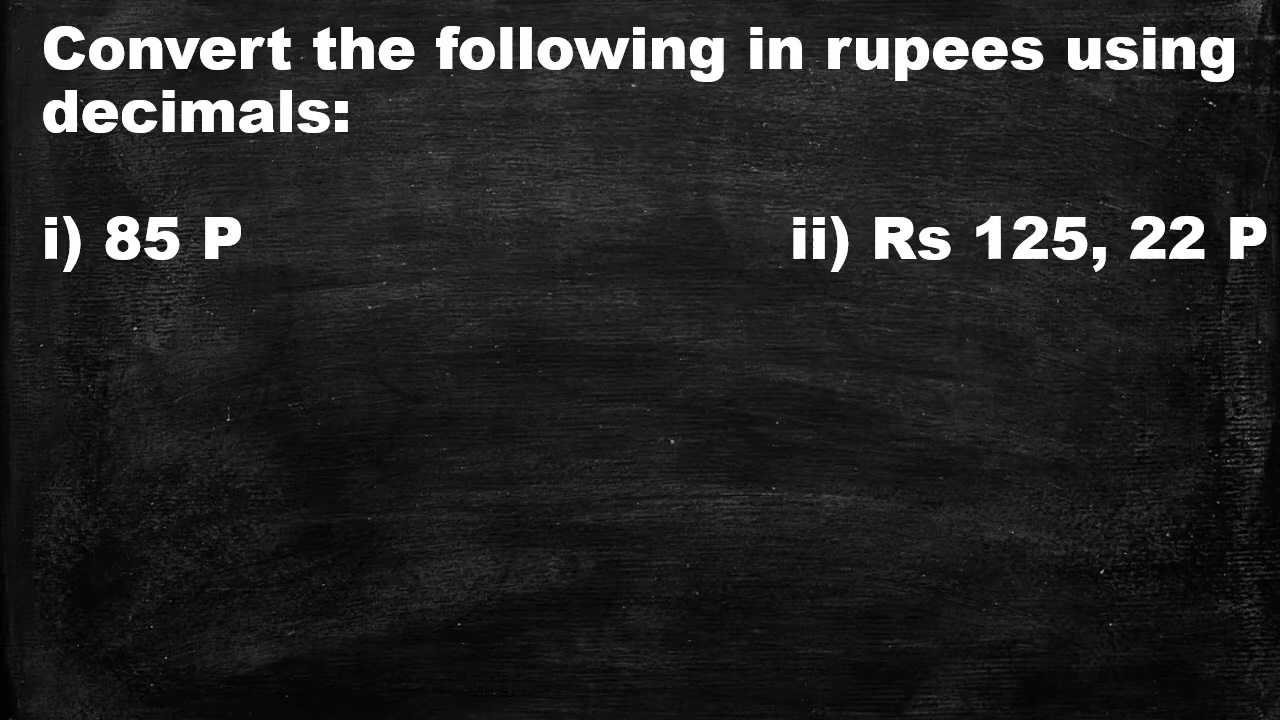 Convert the following in rupees using
decimals:
i) 85 P ii) Rs 125, 22 P